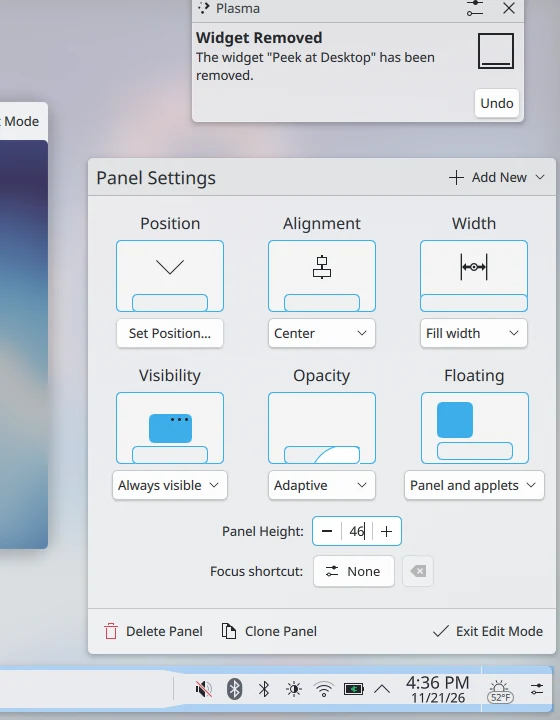 Plasma
Widget Removed
The widget "Peek at Desktop" has been
removed.
Undo
Mode
Panel Settings
Add New
Position
Alignment
Width
Set Position...
Center
Fill width
Visibility
Opacity
Floating
Always visible
Adaptive
Panel and applets
Panel Height:
46
Focus shortcut:
None
Delete Panel
Clone Panel
Exit Edit Mode
4:36 PM
11/21/26
52°F